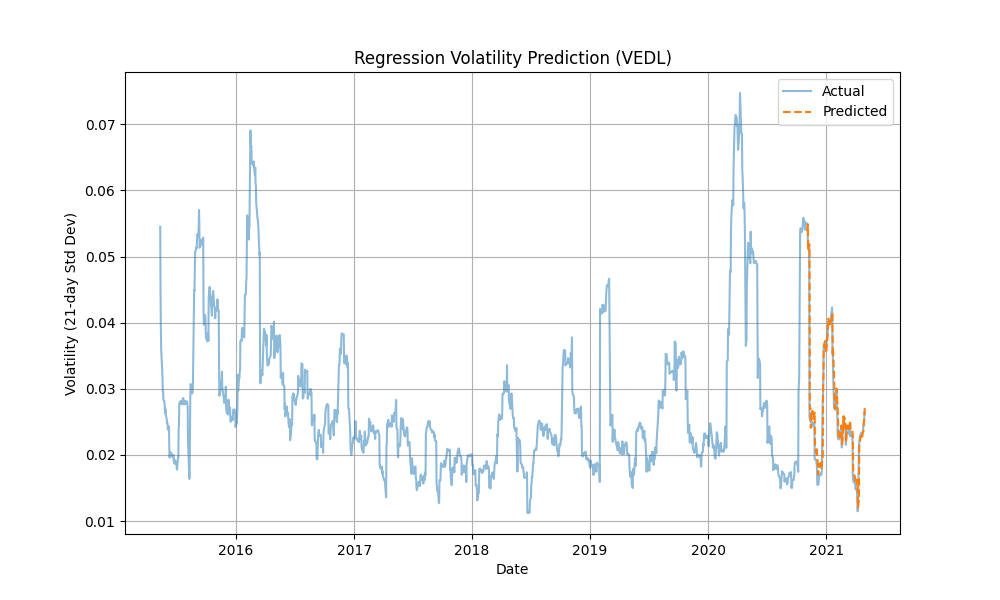 Regression Volatility Prediction (VEDL)
Actual
Predicted
Volatility (21-day Std Dev)
0.07
0.06
0.05
0.04
0.03
0.02
0.01
2016 2017 2018 2019 2020 2021
Date